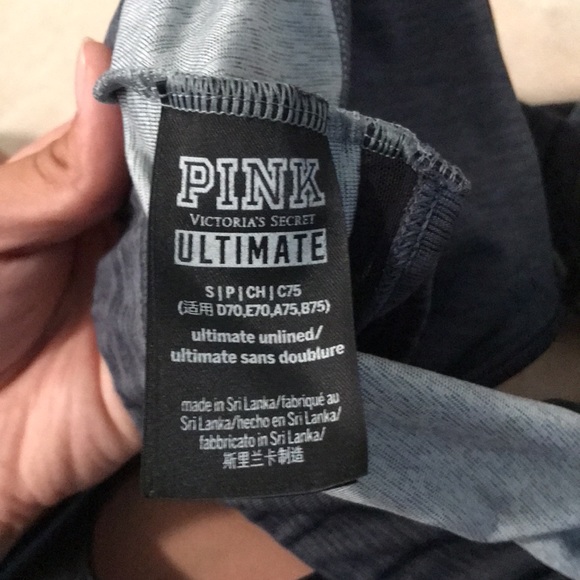 PINK
VICTORIA'S SECRET
ULTIMATE
S|P|CH|C75
(适用 D70,E70,A75,B75)
ultimate unlined/
ultimate sans doublure
made in Sri Lanka/fabriqué au
Sri Lanka/hecho en Sri Lanka/
fabbricato in Sri Lanka/
斯里兰卡制造